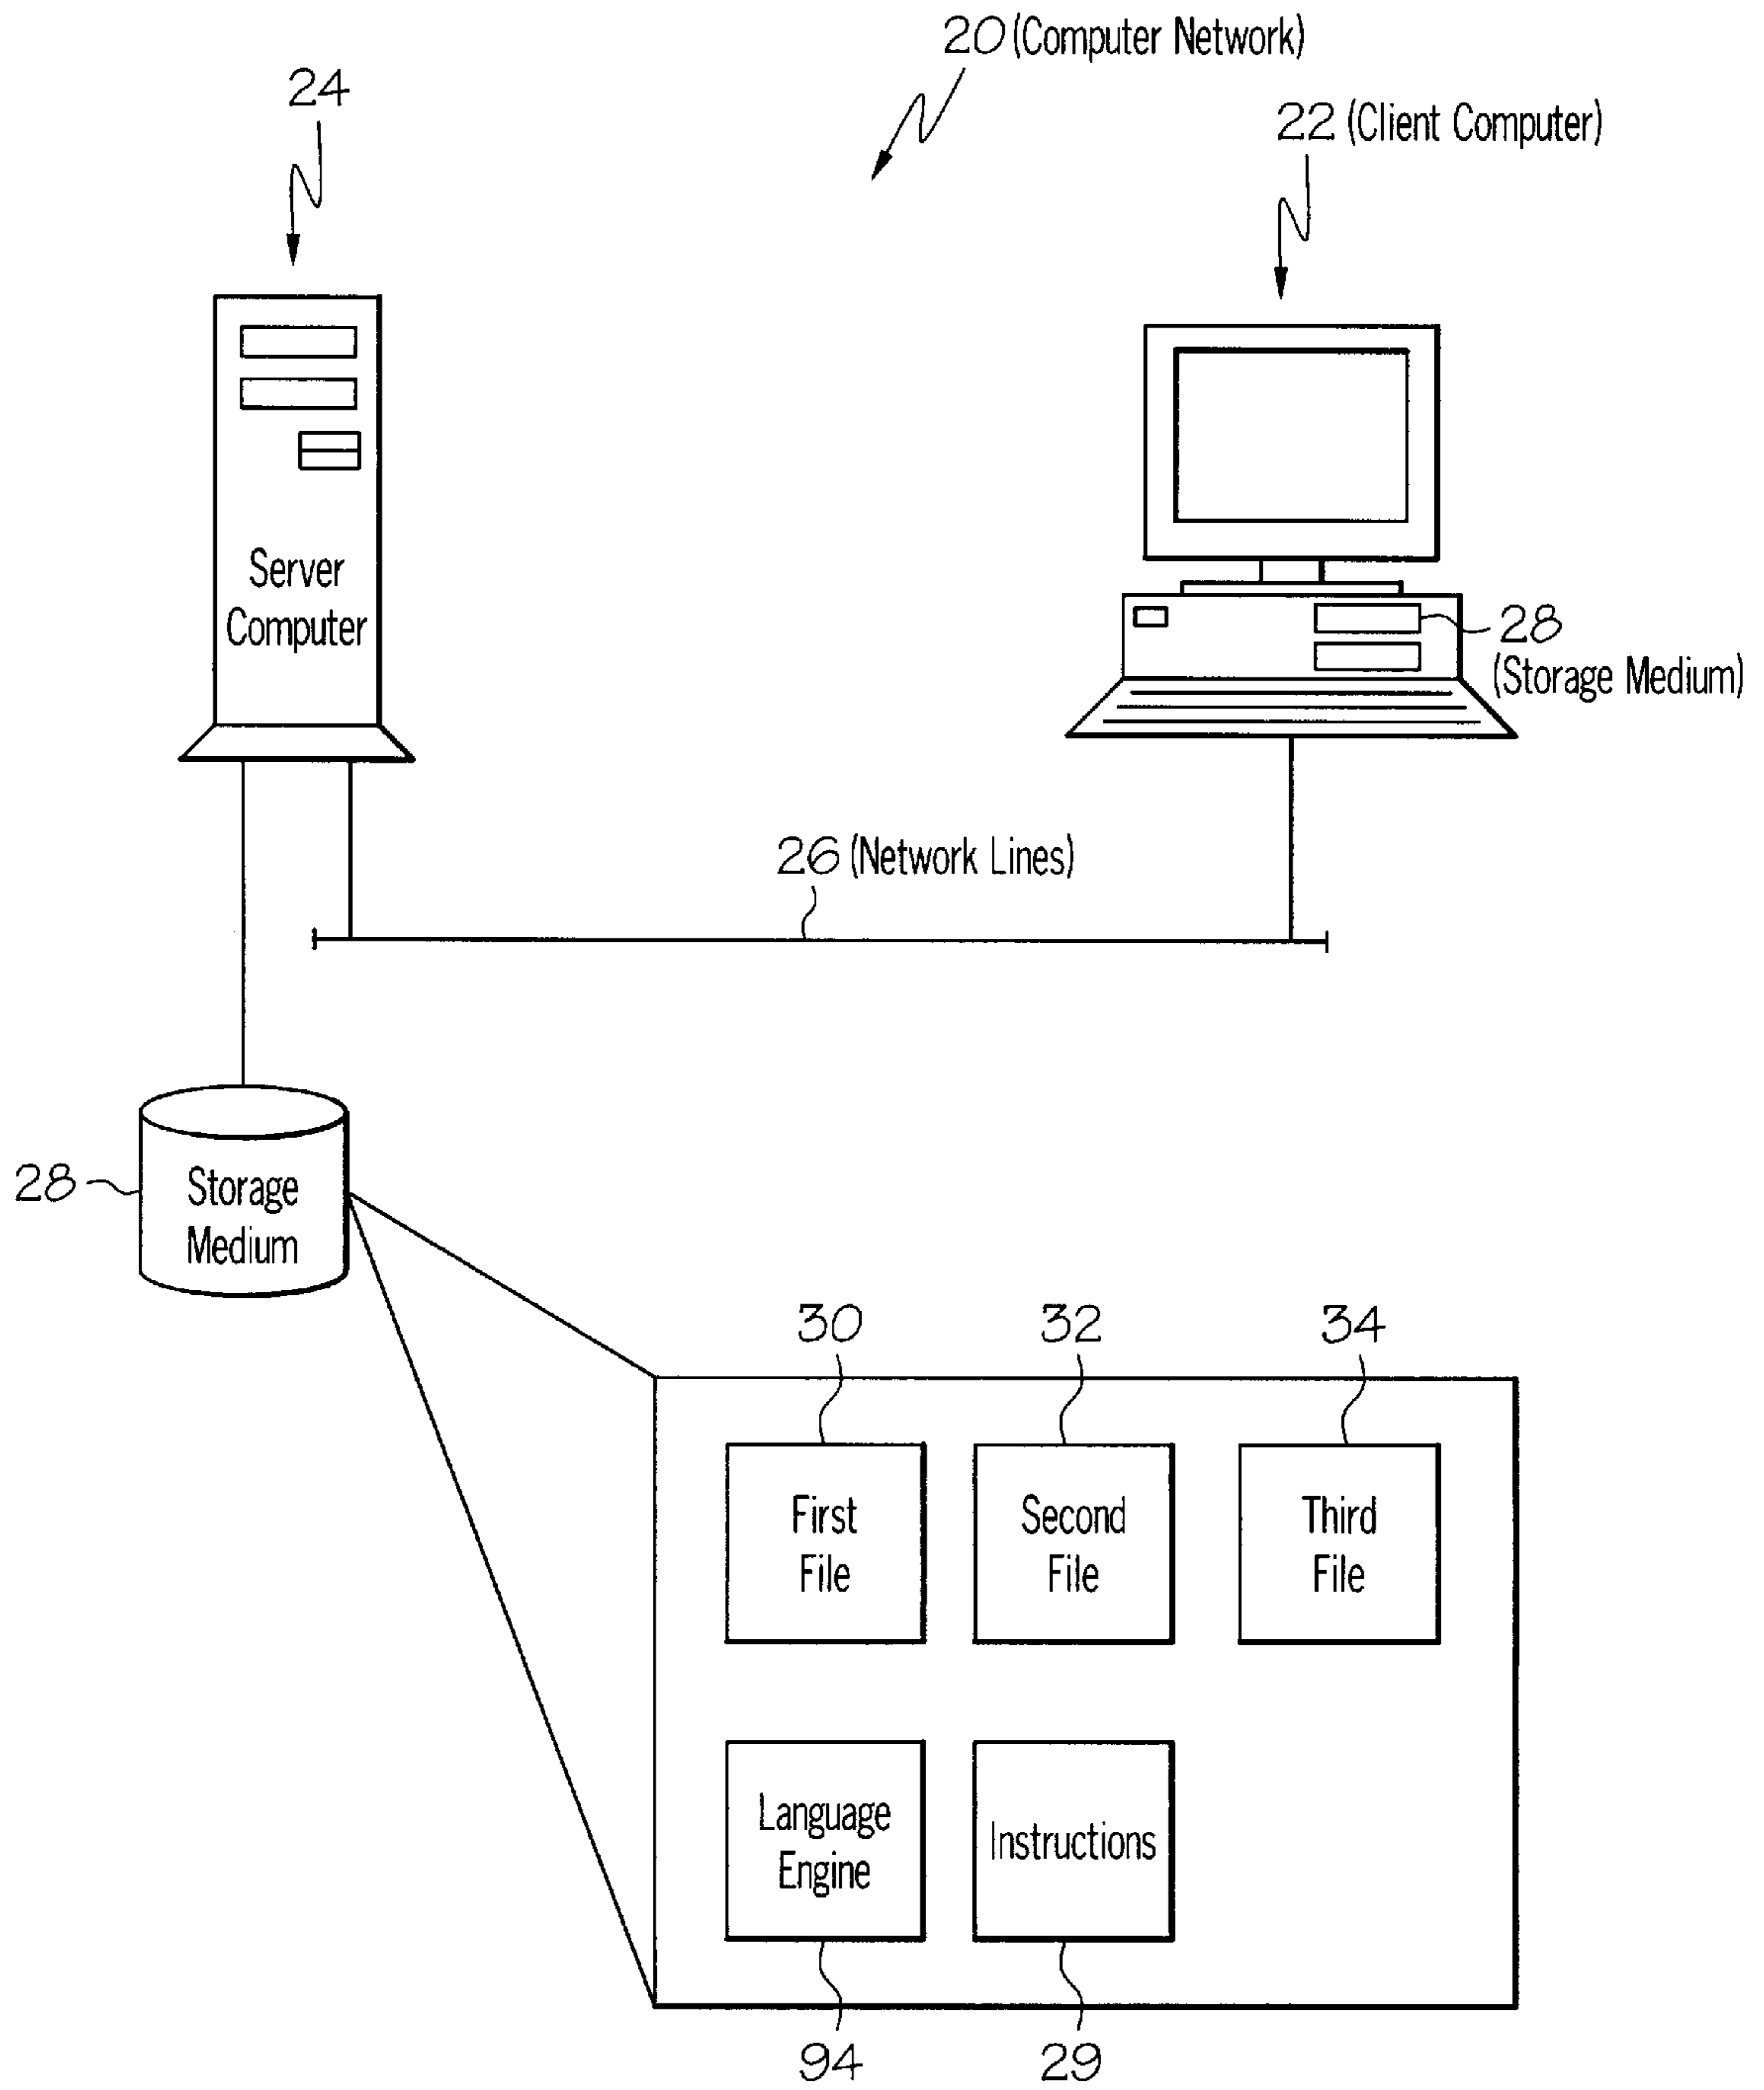 20 (Computer Network)
24
22 (Client Computer)
Server
Computer
28
(Storage Medium)
26 (Network Lines)
28
Storage
Medium
30
32
34
First
File
Second
File
Third
File
Language
Engine
Instructions
94
29